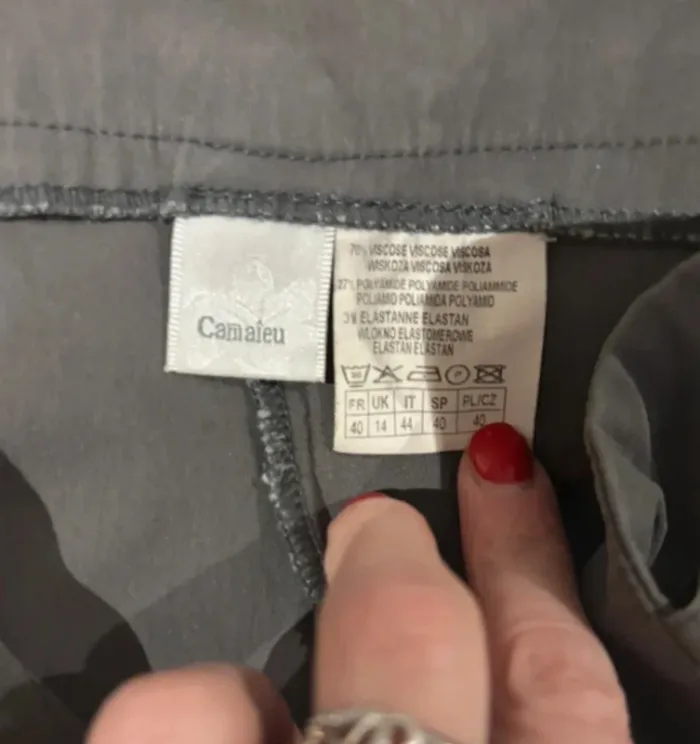 Camaïeu
70% VISCOSE VISCOSE VISCOSA
WISKOZA VISCOSA VISKOZA
27% POLYAMIDE POLYAMIDE POLIAMMIDE
POLIAMID POLIAMIDA POLYAMID
3% ELASTANNE ELASTAN
WLOKNO ELASTOMEROWE
ELASTAN ELASTAN
FR UK IT SP PL/CZ
40 14 44 40 40